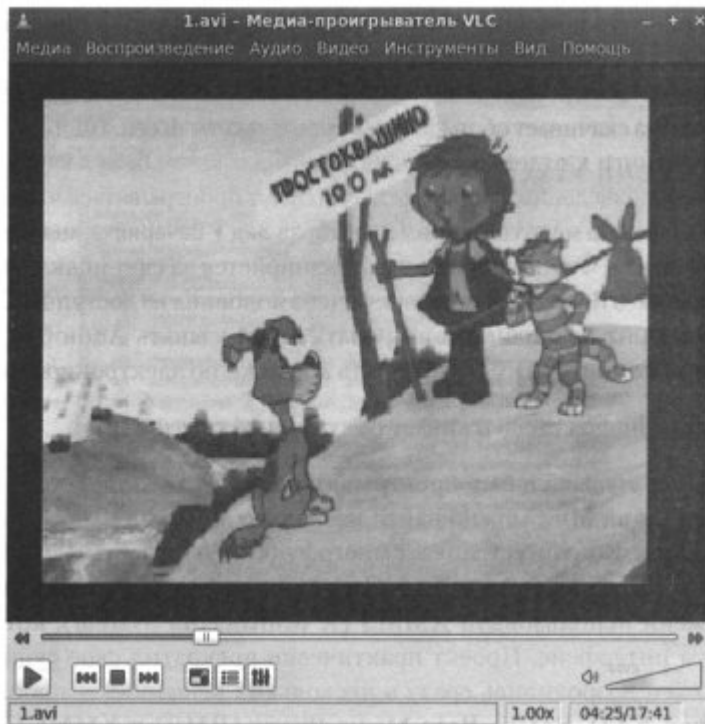 1.avi – Медиа-проигрыватель VLC
Медиа Воспроизведение Аудио Видео Инструменты Вид Помощь
ПРОСТОКВАШИНО
1.avi
1.00x
04:25/17:41